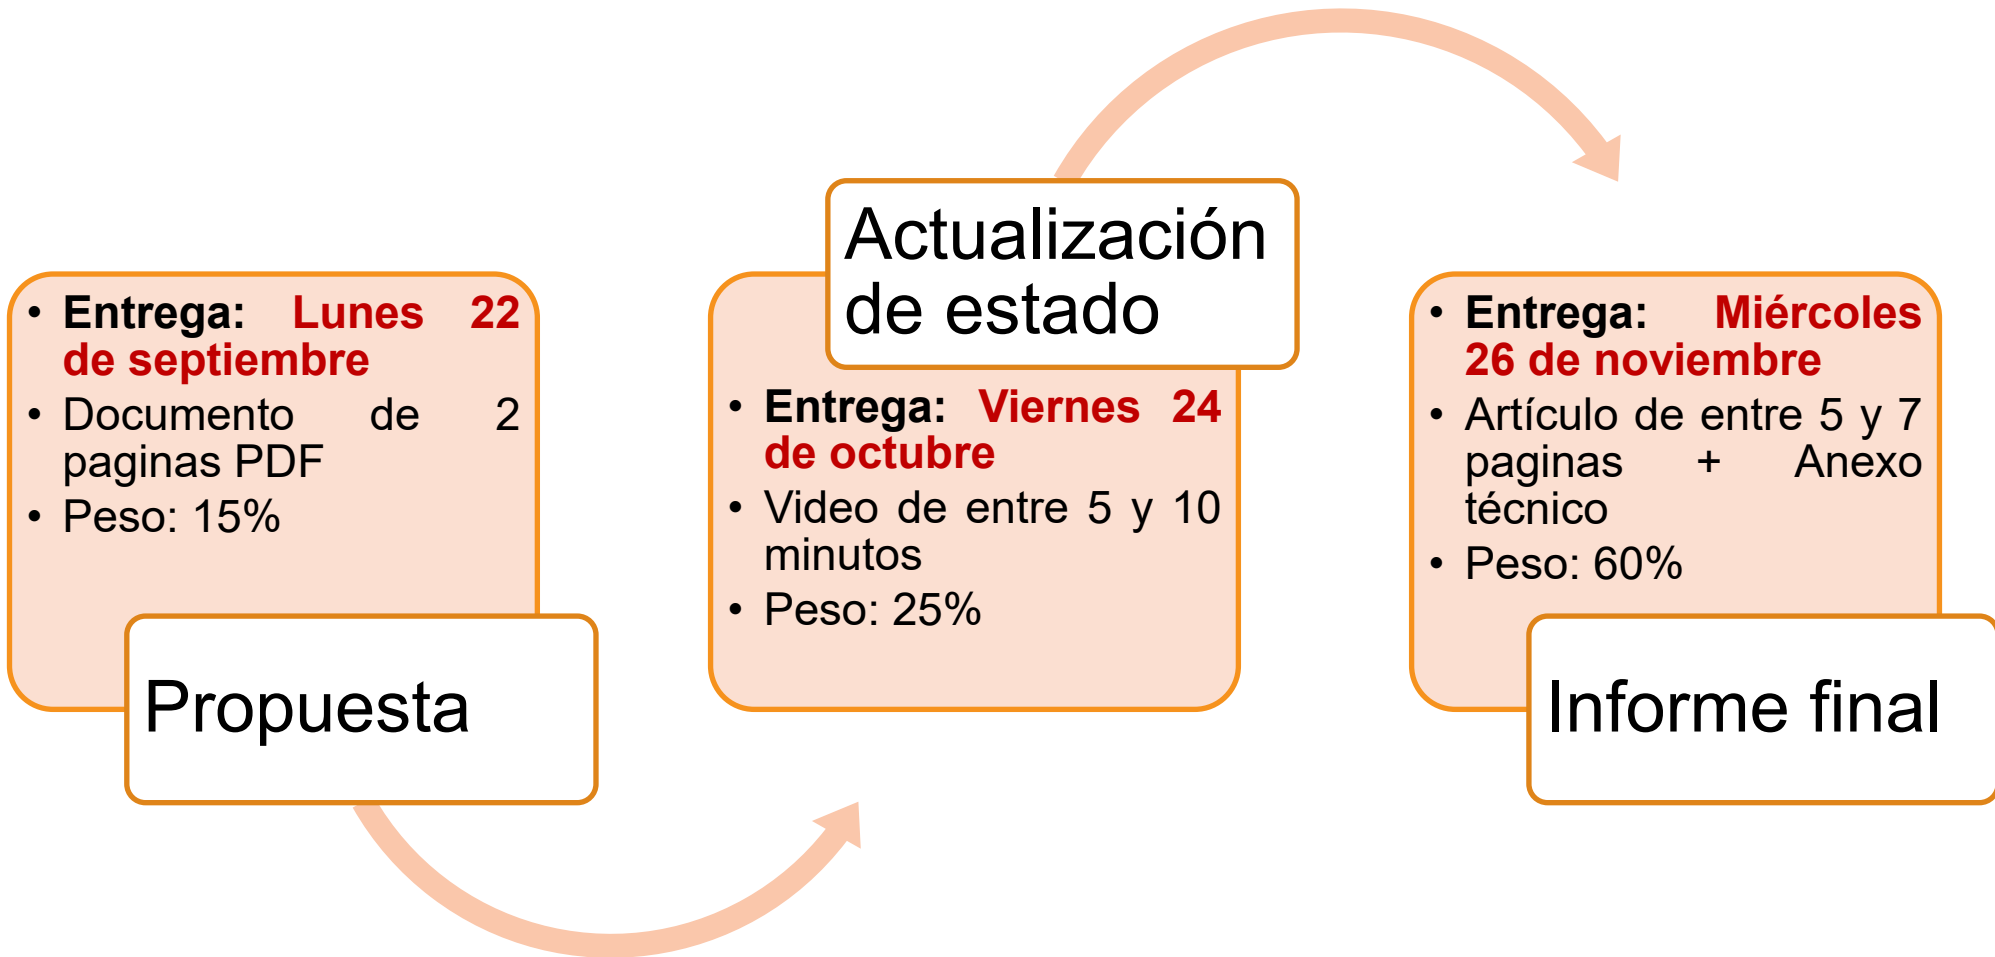 • Entrega: Lunes 22
de septiembre
• Documento de 2
paginas PDF
• Peso: 15%
Propuesta
Actualización
de estado
• Entrega: Viernes 24
de octubre
• Video de entre 5 y 10
minutos
• Peso: 25%
• Entrega: Miércoles
26 de noviembre
• Artículo de entre 5 y 7
paginas + Anexo
técnico
• Peso: 60%
Informe final